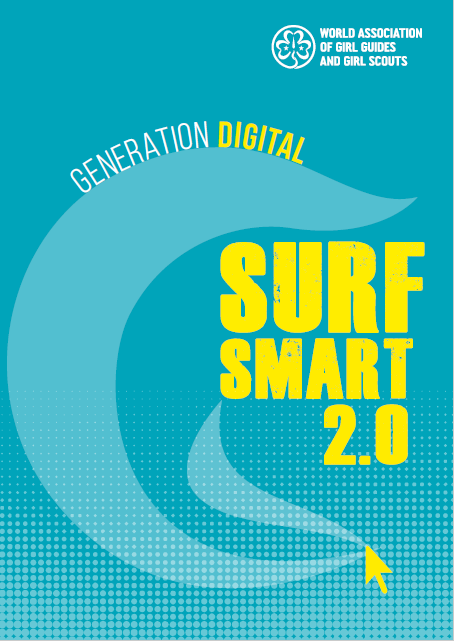 WORLD ASSOCIATION
OF GIRL GUIDES
AND GIRL SCOUTS
GENERATION DIGITAL
SURF
SMART
2.0